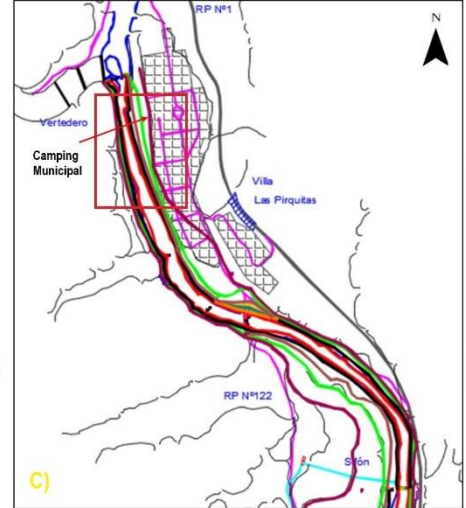 RP Nº1
N
Vertedero
Camping
Municipal
Villa
Las Pirquitas
RP Nº122
Sifón
C)